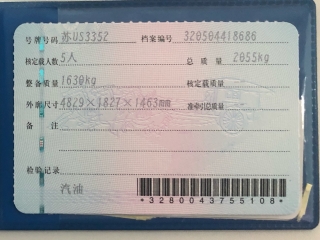 号牌号码 苏US3352 档案编号 320504418686
核定载人数 5人 总质量 2055kg
整备质量 1630kg 核定载质量
外廓尺寸 4829×1827×1463mm 准牵引总质量
备注
检验记录
汽油
*3280043755108*